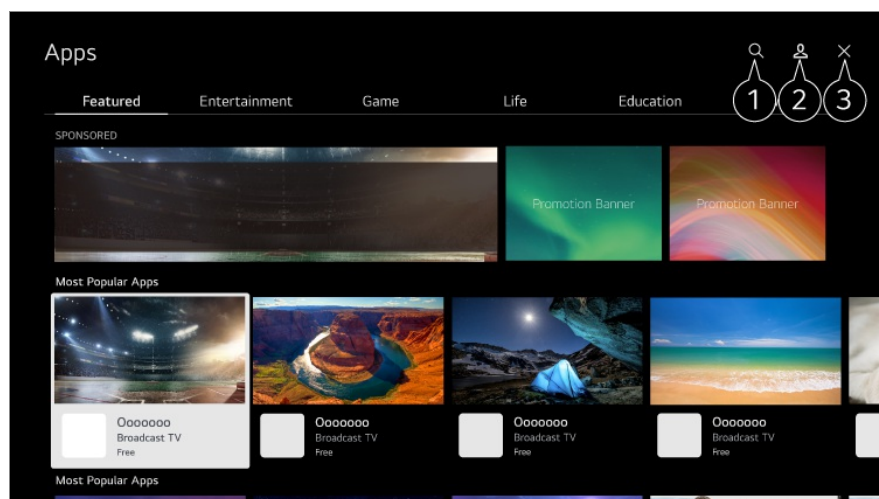 Apps
1 2 3
Featured Entertainment Game Life Education
SPONSORED
Promotion Banner Promotion Banner
Most Popular Apps
Ooooooo Ooooooo Ooooooo Ooooooo
Broadcast TV Broadcast TV Broadcast TV Broadcast TV
Free Free Free Free
Most Popular Apps